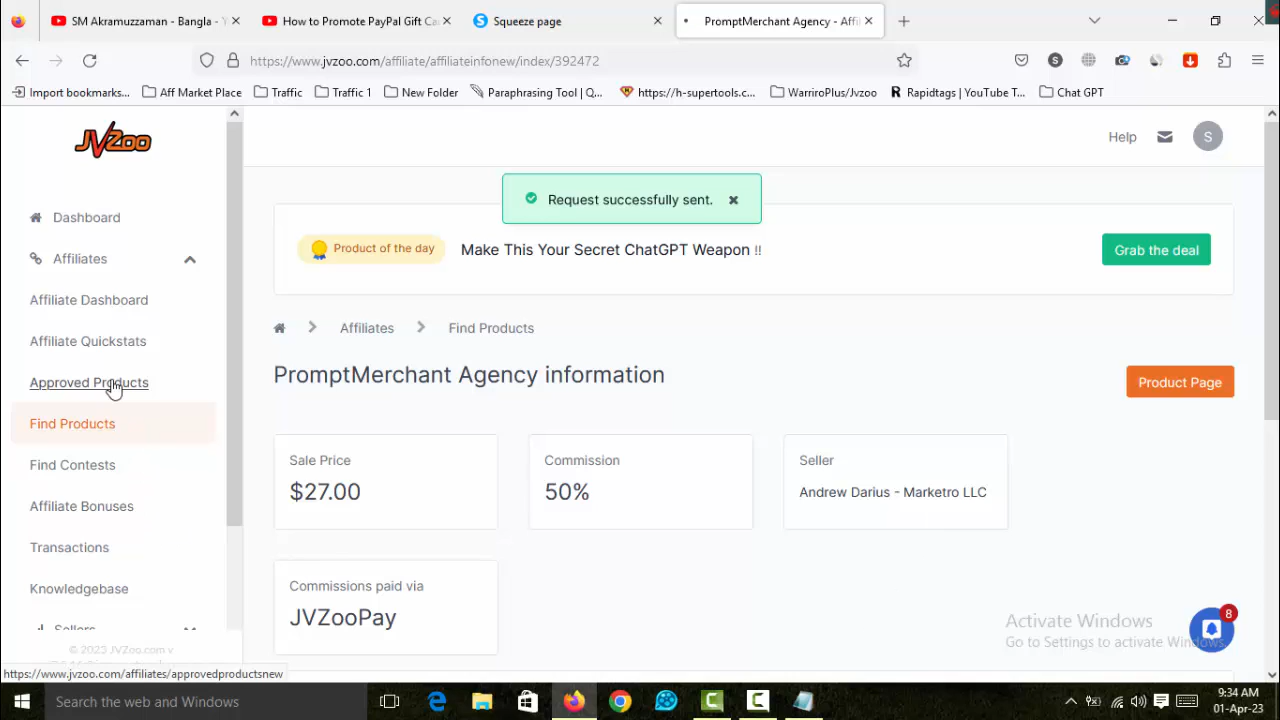 SM Akramuzzaman - Bangla -
How to Promote PayPal Gift C
Squeeze page
PromptMerchant Agency - Affi
https://www.jvzoo.com/affiliate/affiliateinfonew/index/392472
Import bookmarks...
Aff Market Place
Traffic
Traffic 1
New Folder
Paraphrasing Tool | Q...
https://h-supertools.c...
WarriroPlus/Jvzoo
Rapidtags | YouTube T...
Chat GPT
JVZoo
Help
S
Dashboard
Affiliates
Affiliate Dashboard
Affiliate Quickstats
Approved Products
Find Products
Find Contests
Affiliate Bonuses
Transactions
Knowledgebase
Sellers
© 2023 JVZoo.com v
Request successfully sent.
Product of the day
Make This Your Secret ChatGPT Weapon !!
Grab the deal
Affiliates
Find Products
PromptMerchant Agency information
Product Page
Sale Price
$27.00
Commission
50%
Seller
Andrew Darius - Marketro LLC
Commissions paid via
JVZooPay
Activate Windows
Go to Settings to activate Windows.
8
https://www.jvzoo.com/affiliates/approvedproductsnew
Search the web and Windows
9:34 AM
01-Apr-23